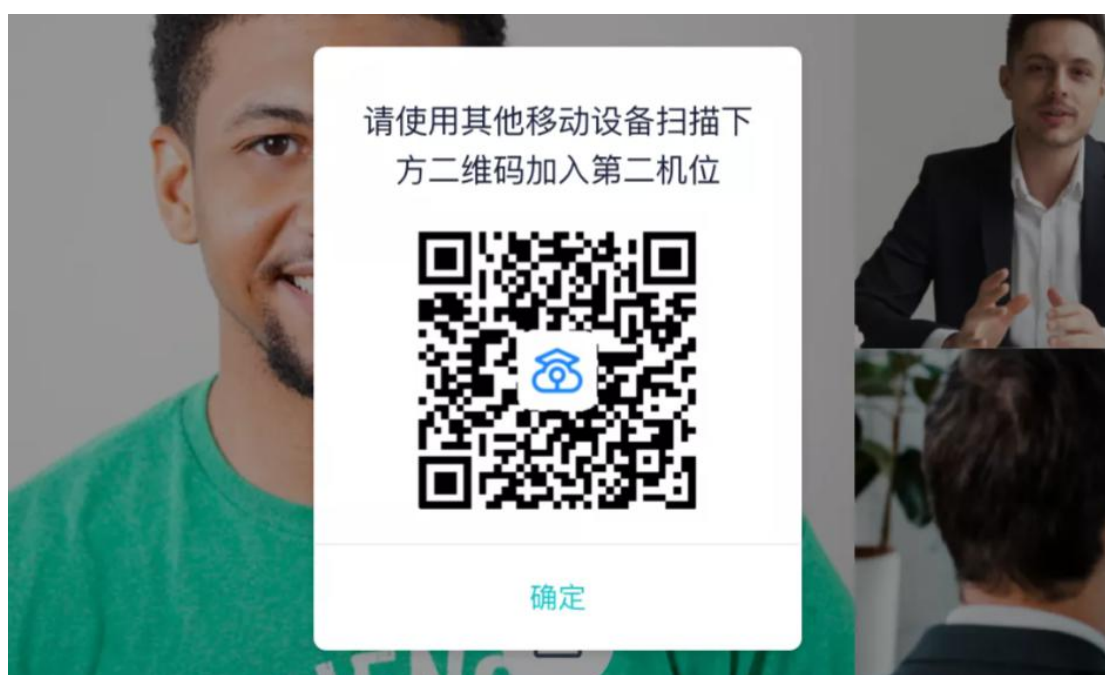 请使用其他移动设备扫描下
方二维码加入第二机位
确定